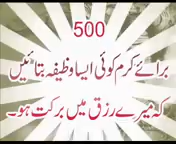 500
برائے کرم کوئی ایسا وظیفہ بتائیں
کہ میرے رزق میں برکت ہو۔